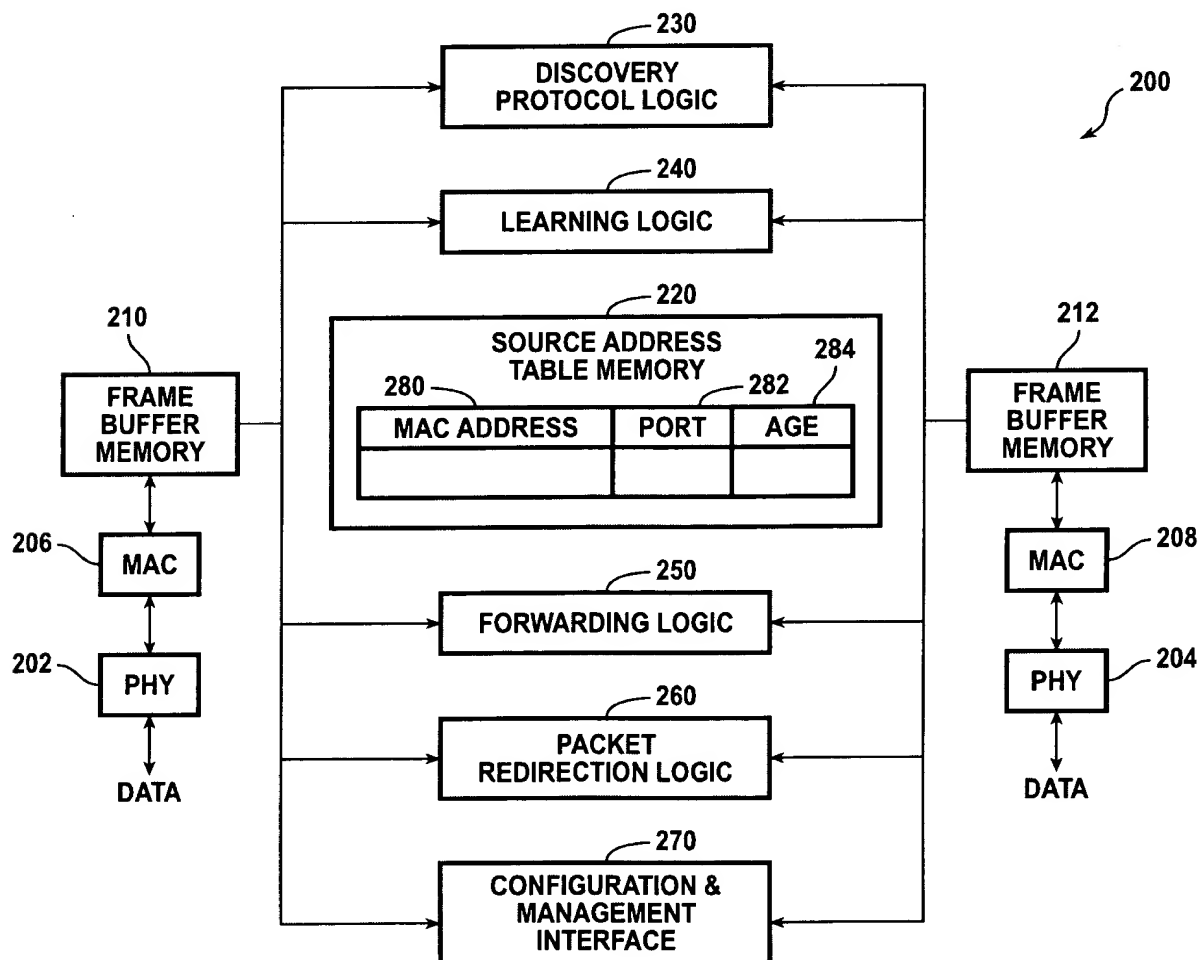 230
DISCOVERY
PROTOCOL LOGIC
200
240
LEARNING LOGIC
220
SOURCE ADDRESS
TABLE MEMORY
280
282
284
MAC ADDRESS
PORT
AGE
210
FRAME
BUFFER
MEMORY
206
MAC
202
PHY
DATA
212
FRAME
BUFFER
MEMORY
MAC
208
PHY
204
DATA
250
FORWARDING LOGIC
260
PACKET
REDIRECTION LOGIC
270
CONFIGURATION &
MANAGEMENT
INTERFACE